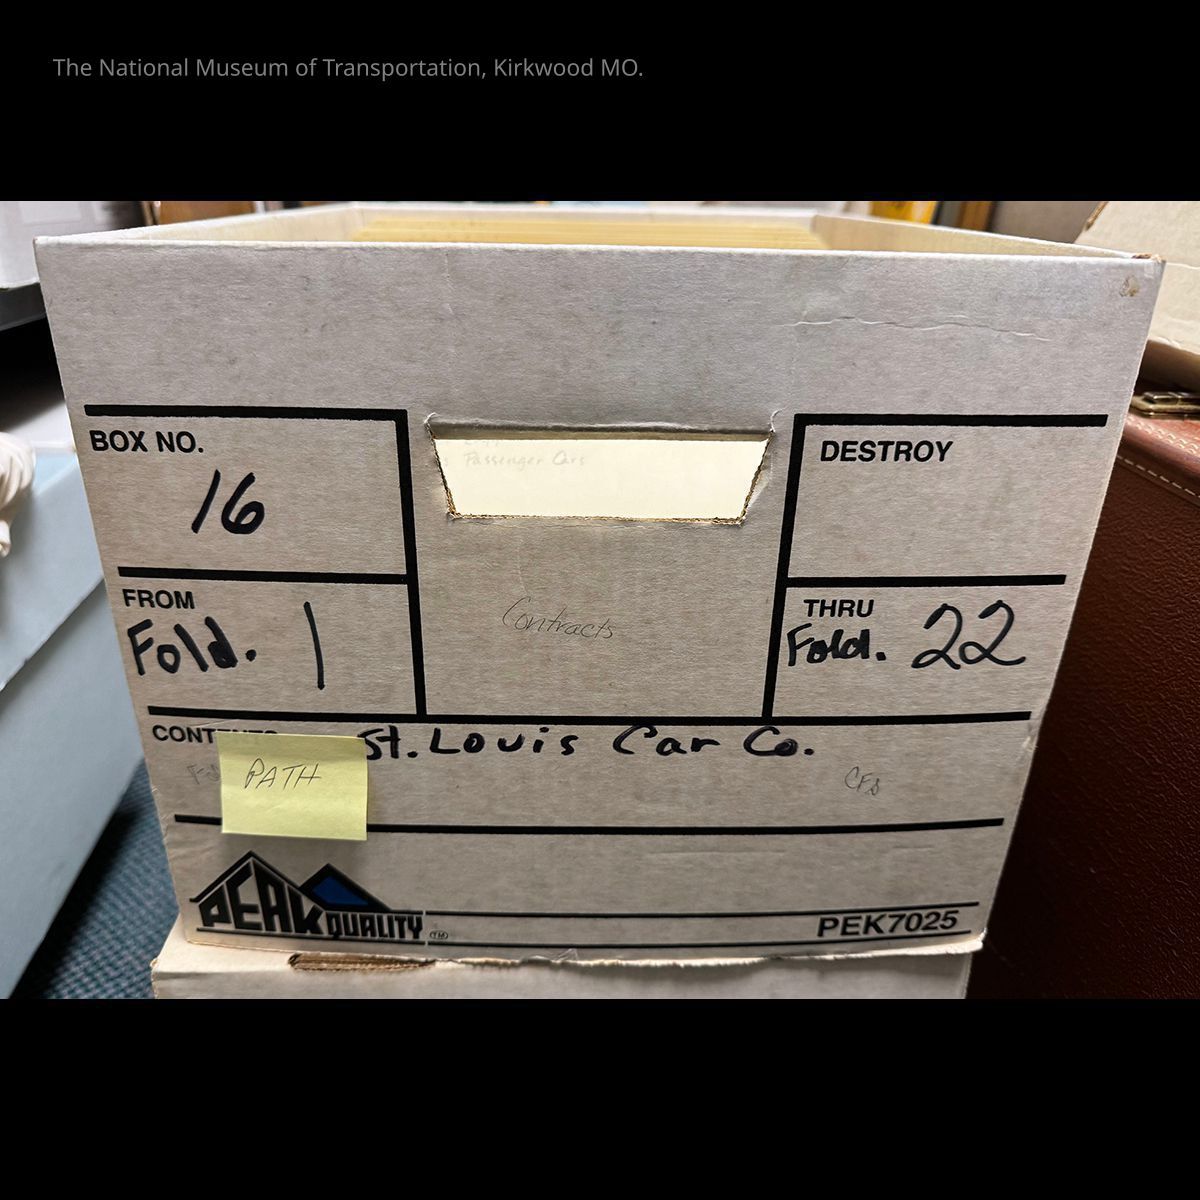 The National Museum of Transportation, Kirkwood MO.
Passenger Cars
BOX NO.
16
DESTROY
FROM
Fold. 1
Contracts
THRU
Fold. 22
St. Louis Car Co.
PATH
PEAK QUALITY TM
PEK7025